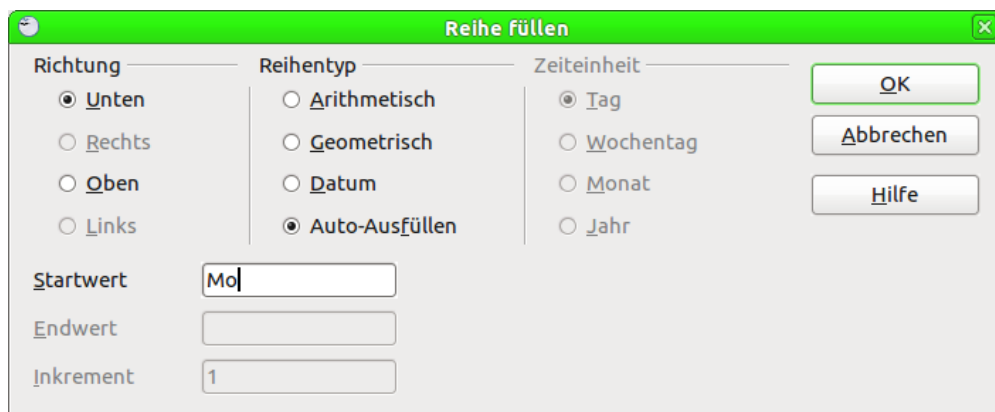 Reihe füllen
Richtung
Unten
Rechts
Oben
Links
Reihentyp
Arithmetisch
Geometrisch
Datum
Auto-Ausfüllen
Zeiteinheit
Tag
Wochentag
Monat
Jahr
OK
Abbrechen
Hilfe
Startwert Mo
Endwert
Inkrement 1